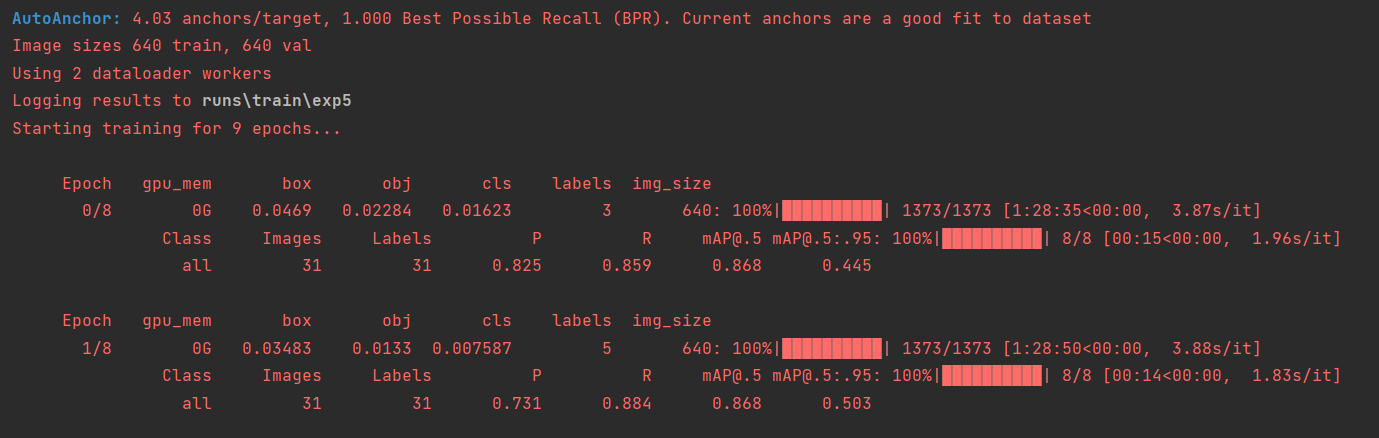 AutoAnchor: 4.03 anchors/target, 1.000 Best Possible Recall (BPR). Current anchors are a good fit to dataset
Image sizes 640 train, 640 val
Using 2 dataloader workers
Logging results to runs\train\exp5
Starting training for 9 epochs...
Epoch gpu_mem box obj cls labels img_size
0/8 0G 0.0469 0.02284 0.01623 3 640: 100%|██████████| 1373/1373 [1:28:35<00:00, 3.87s/it]
Class Images Labels P R mAP@.5 mAP@.5:.95: 100%|██████████| 8/8 [00:15<00:00, 1.96s/it]
all 31 31 0.825 0.859 0.868 0.445
Epoch gpu_mem box obj cls labels img_size
1/8 0G 0.03483 0.0133 0.007587 5 640: 100%|██████████| 1373/1373 [1:28:50<00:00, 3.88s/it]
Class Images Labels P R mAP@.5 mAP@.5:.95: 100%|██████████| 8/8 [00:14<00:00, 1.83s/it]
all 31 31 0.731 0.884 0.868 0.503